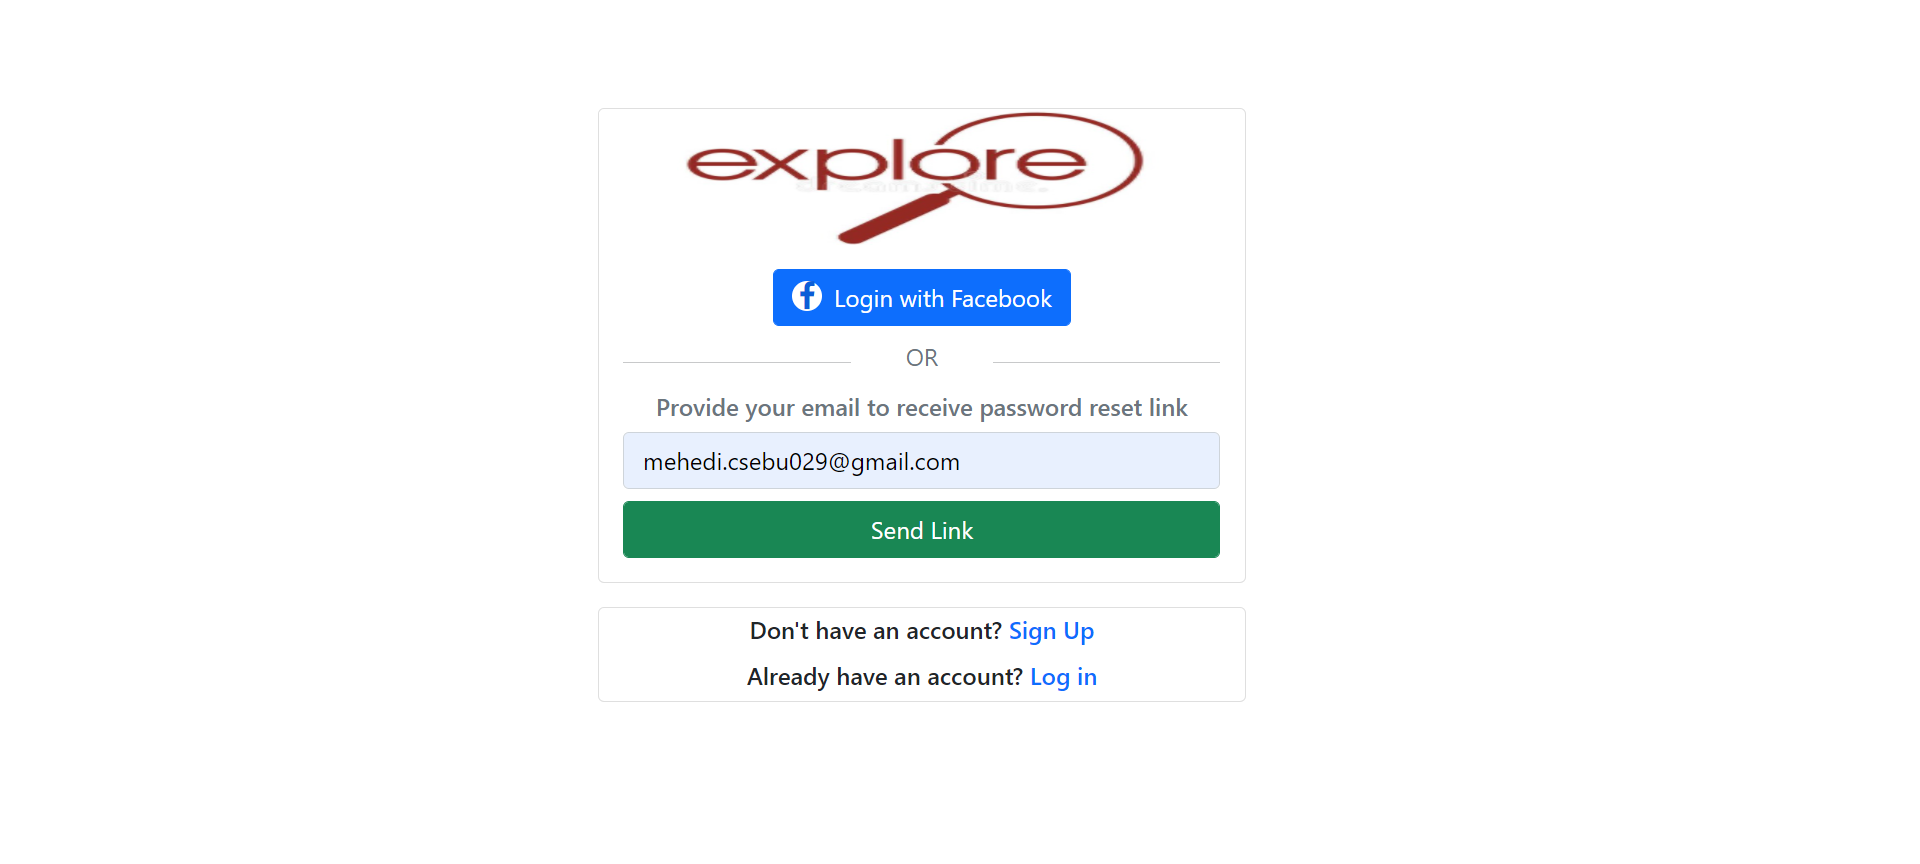 explore
Login with Facebook
OR
Provide your email to receive password reset link
mehedi.csebu029@gmail.com
Send Link
Don't have an account? Sign Up
Already have an account? Log in